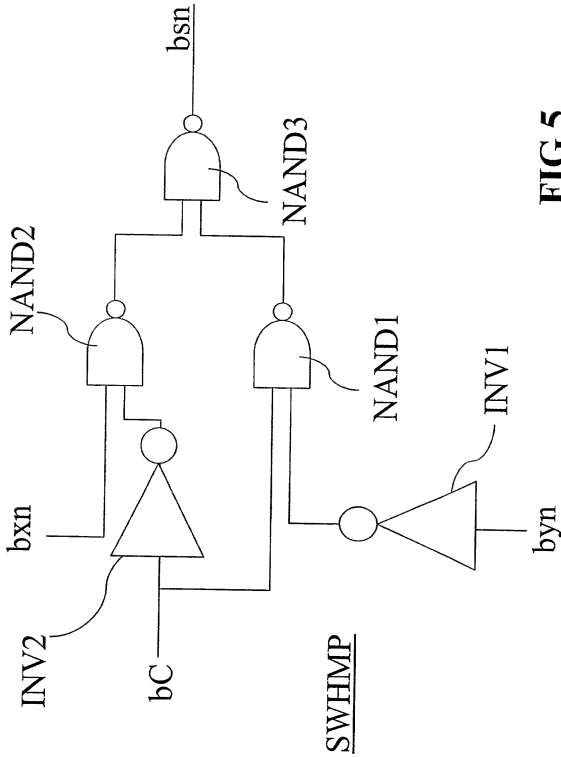 bxn
NAND2
INV2
bC
bsn
NAND3
NAND1
INV1
byn
SWHMP
FIG 5